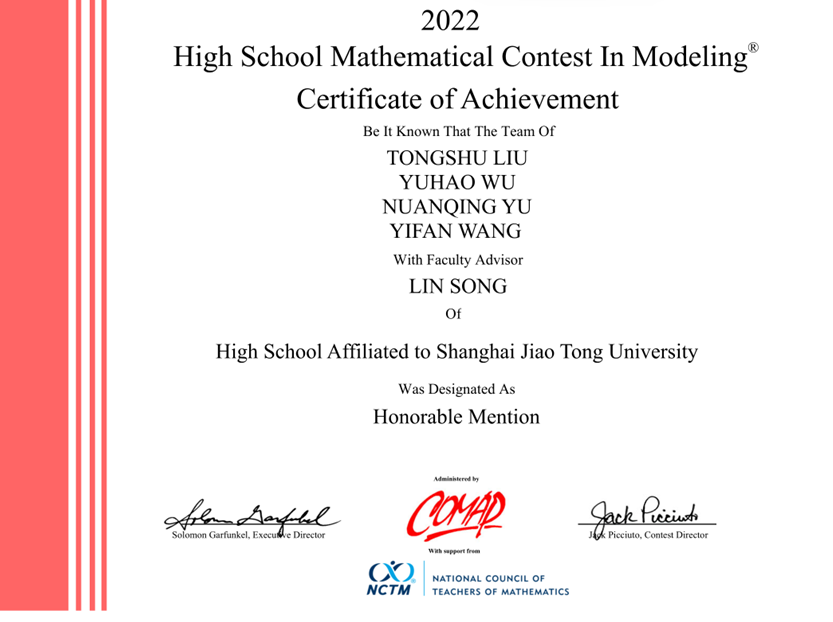 2022
High School Mathematical Contest In Modeling®
Certificate of Achievement
Be It Known That The Team Of
TONGSHU LIU
YUHAO WU
NUANQING YU
YIFAN WANG
With Faculty Advisor
LIN SONG
Of
High School Affiliated to Shanghai Jiao Tong University
Was Designated As
Honorable Mention
Administered by
COMAP
Solomon Garfunkel
Solomon Garfunkel, Executive Director
Jack Picciuto
Jack Picciuto, Contest Director
With support from
NCTM®
NATIONAL COUNCIL OF
TEACHERS OF MATHEMATICS